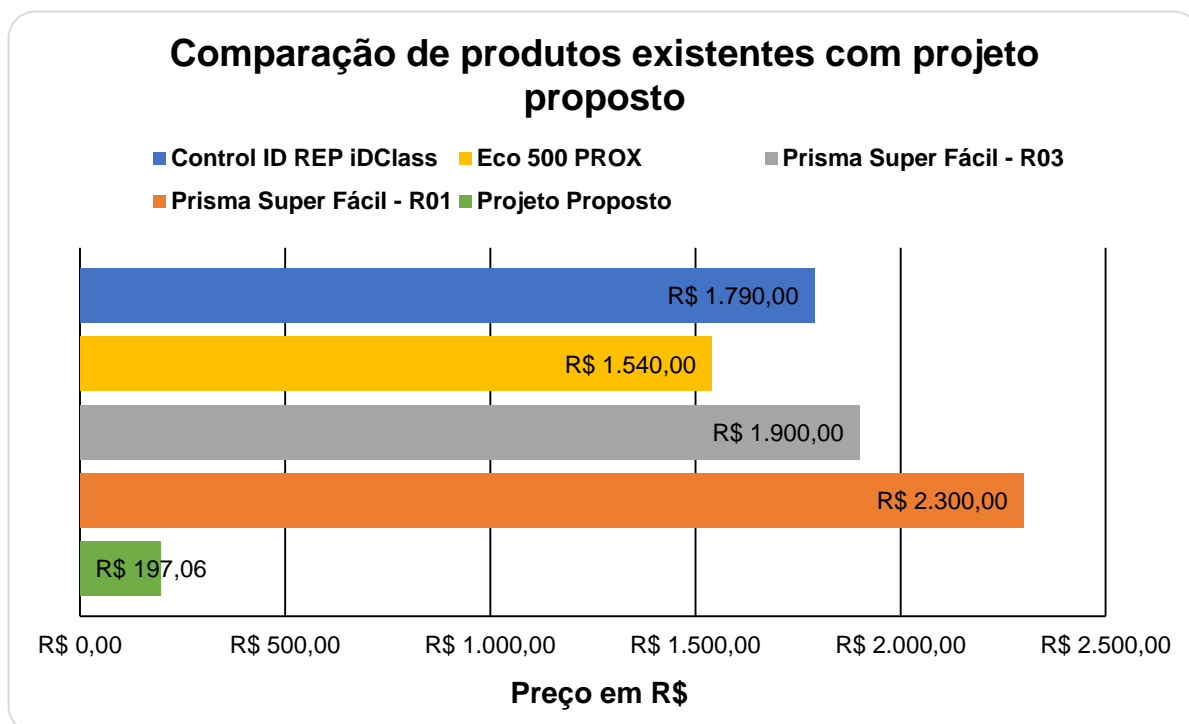 Comparação de produtos existentes com projeto
proposto
Control ID REP iDClass Eco 500 PROX Prisma Super Fácil - R03
Prisma Super Fácil - R01 Projeto Proposto
R$ 1.790,00
R$ 1.540,00
R$ 1.900,00
R$ 2.300,00
R$ 197,06
R$ 0,00 R$ 500,00 R$ 1.000,00 R$ 1.500,00 R$ 2.000,00 R$ 2.500,00
Preço em R$